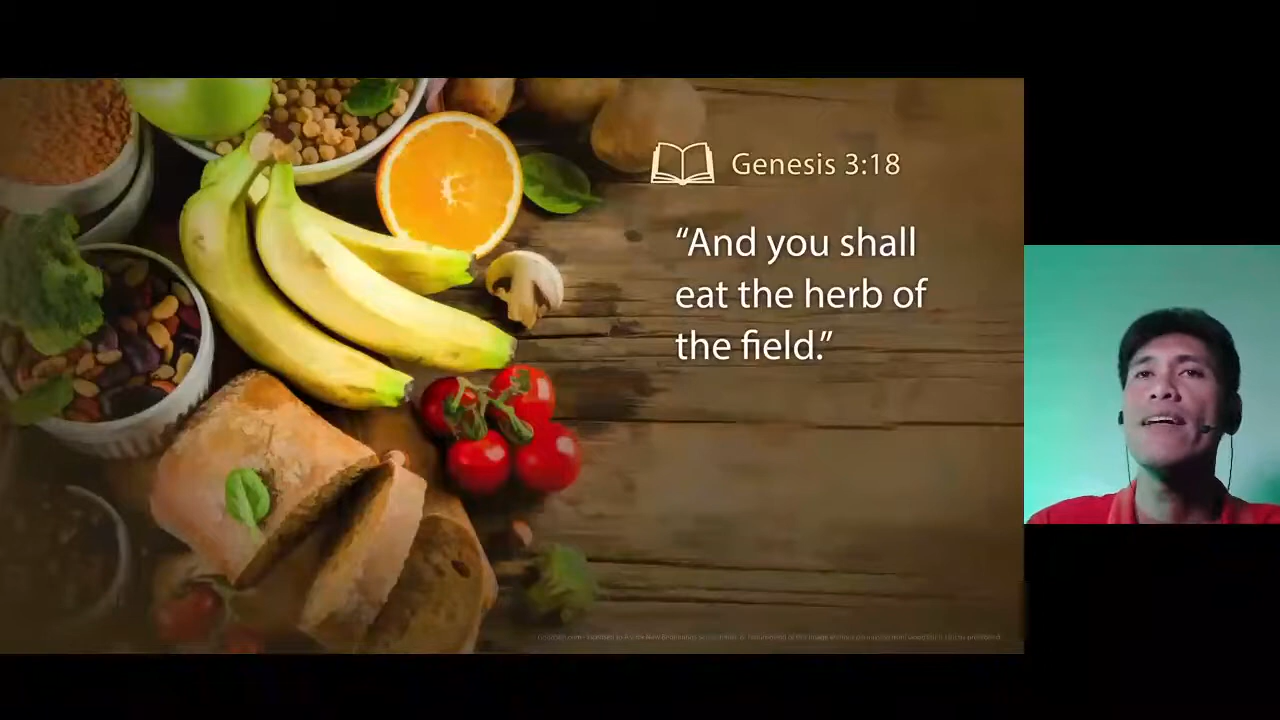 Genesis 3:18
“And you shall
eat the herb of
the field.”